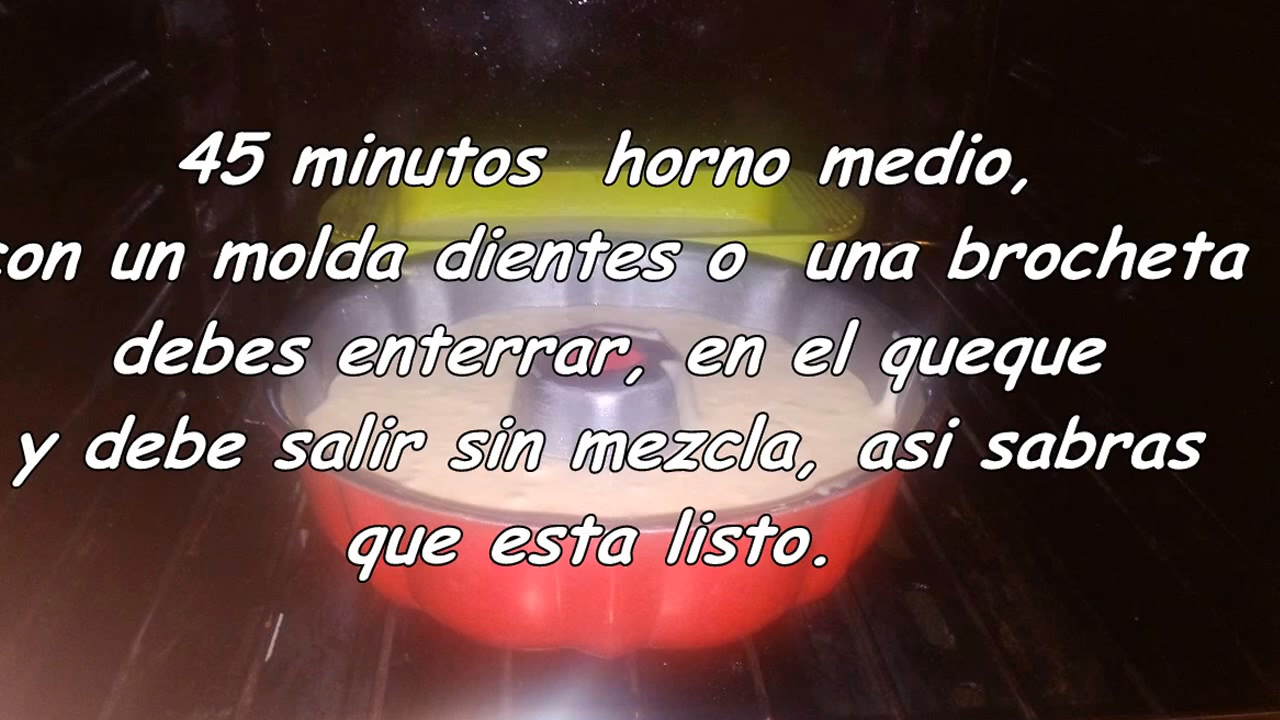 45 minutos horno medio,
con un molda dientes o una brocheta
debes enterrar, en el queque
y debe salir sin mezcla, asi sabras
que esta listo.